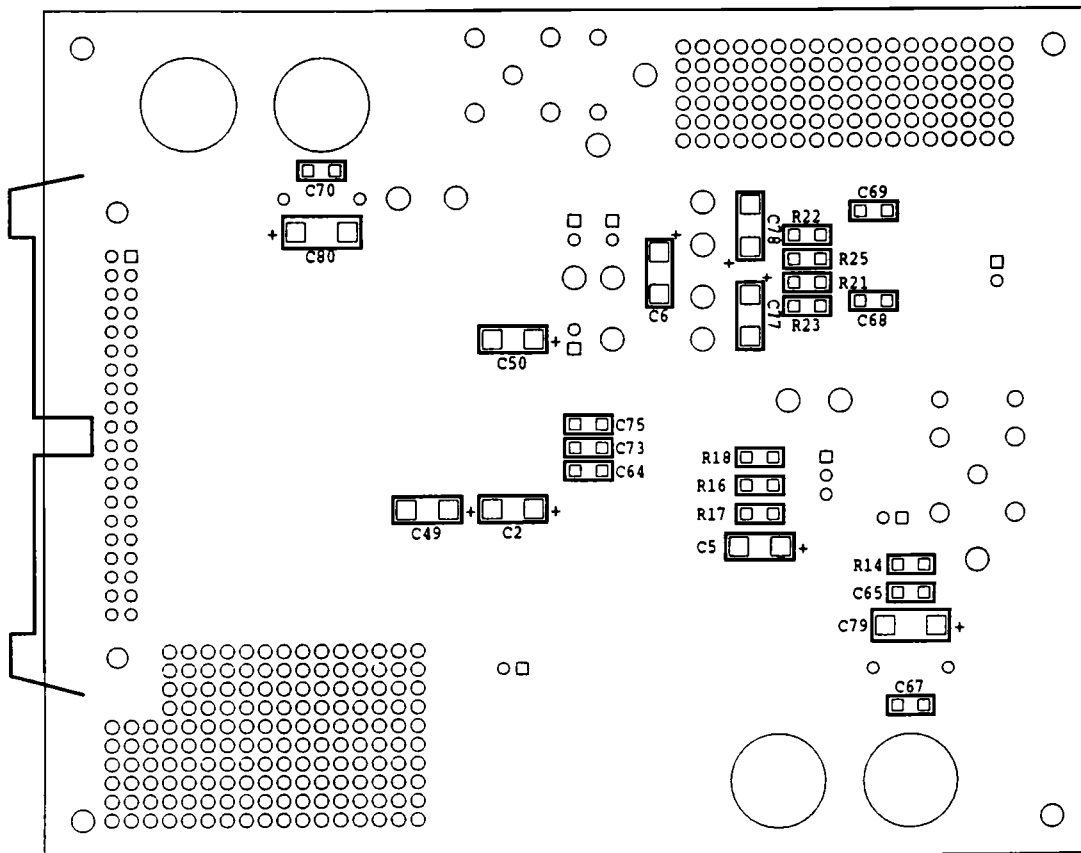 C70
+
C80
C69
R22
C78
+
+
R25
+
R21
C6
C77
R23
C68
+
C50
C75
C73
C64
R18
R16
R17
C49
+
C2
+
C5
+
R14
C65
C79
+
C67